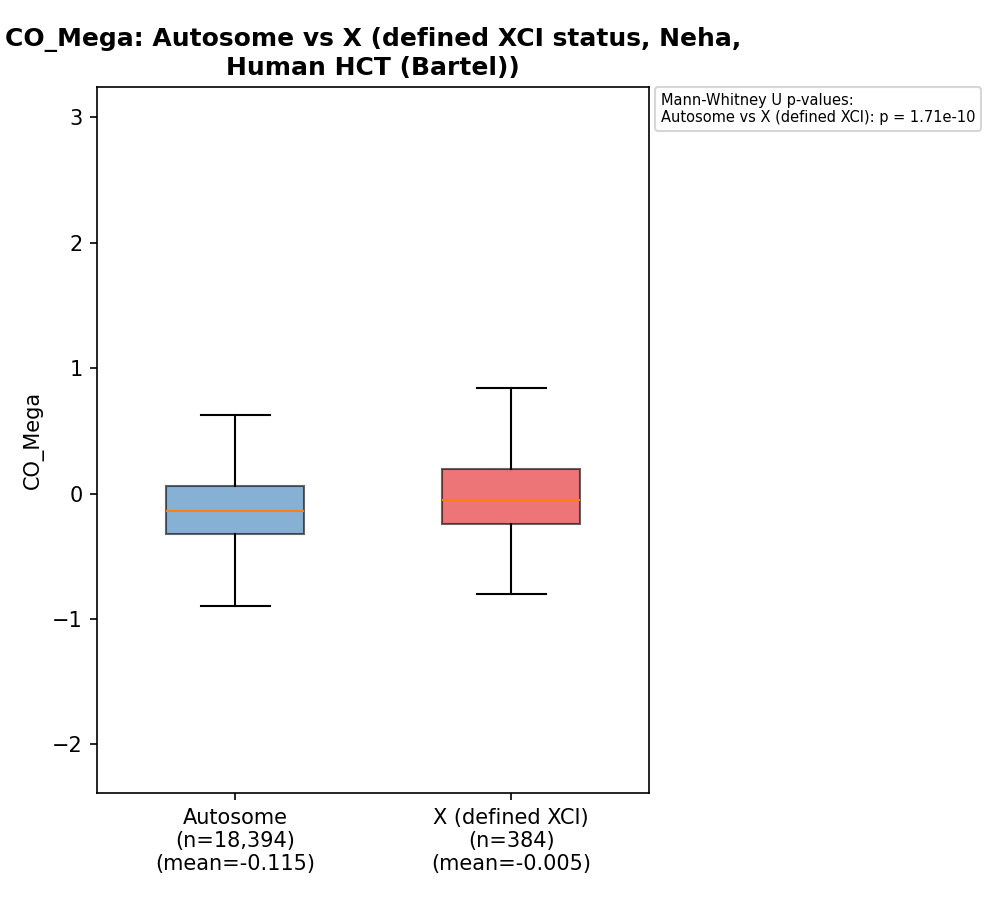 CO_Mega: Autosome vs X (defined XCI status, Neha,
Human HCT (Bartel))
Mann-Whitney U p-values:
Autosome vs X (defined XCI): p = 1.71e-10
CO_Mega
3
2
1
0
−1
−2
Autosome
(n=18,394)
(mean=-0.115)
X (defined XCI)
(n=384)
(mean=-0.005)